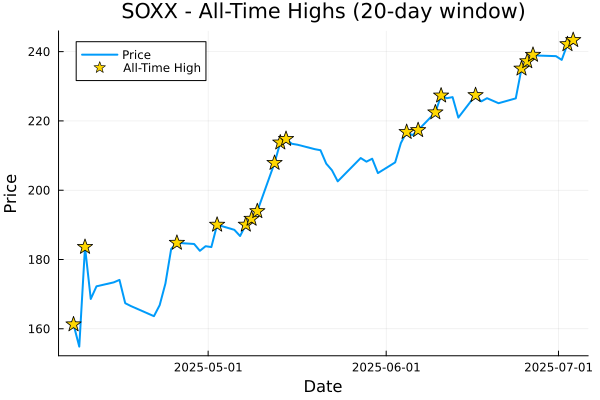 SOXX - All-Time Highs (20-day window)
Price
All-Time High
240
220
200
180
160
Price
2025-05-01
2025-06-01
2025-07-01
Date